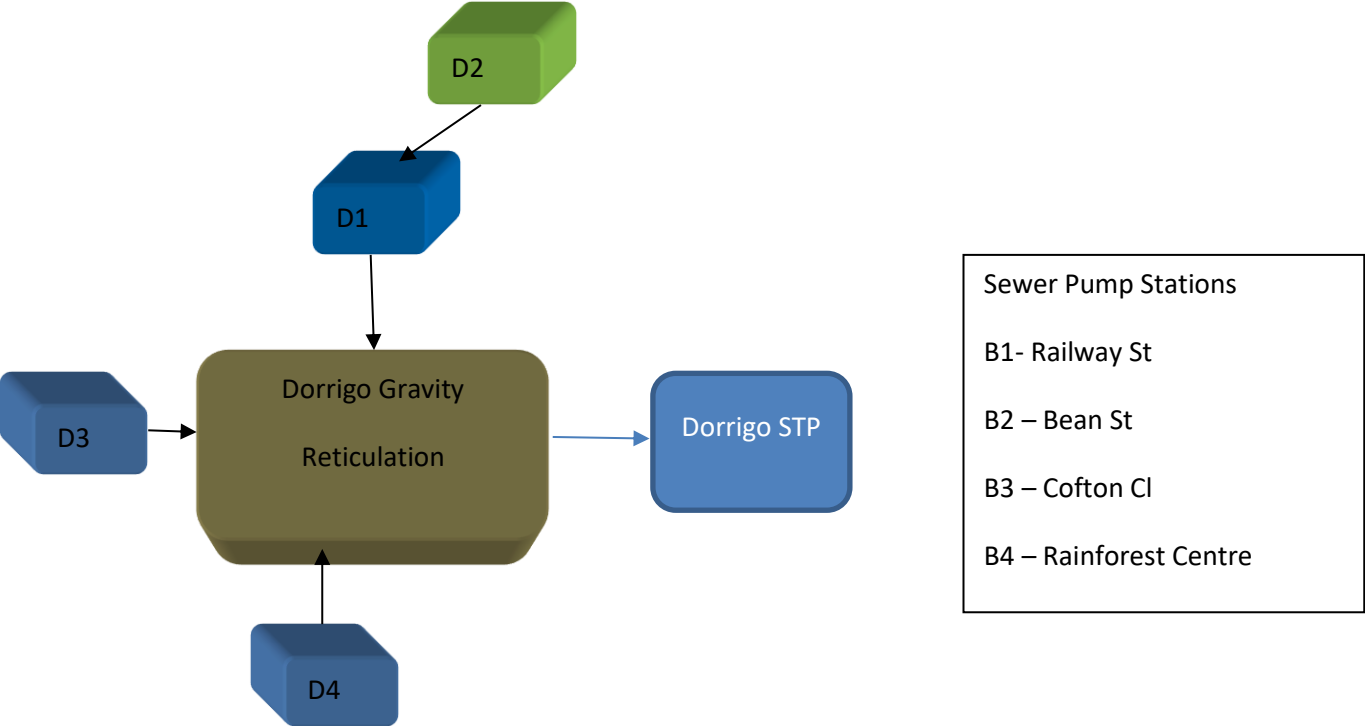 D2
D1
Dorrigo Gravity
Reticulation
D3
Dorrigo STP
D4
Sewer Pump Stations
B1- Railway St
B2 – Bean St
B3 – Cofton Cl
B4 – Rainforest Centre